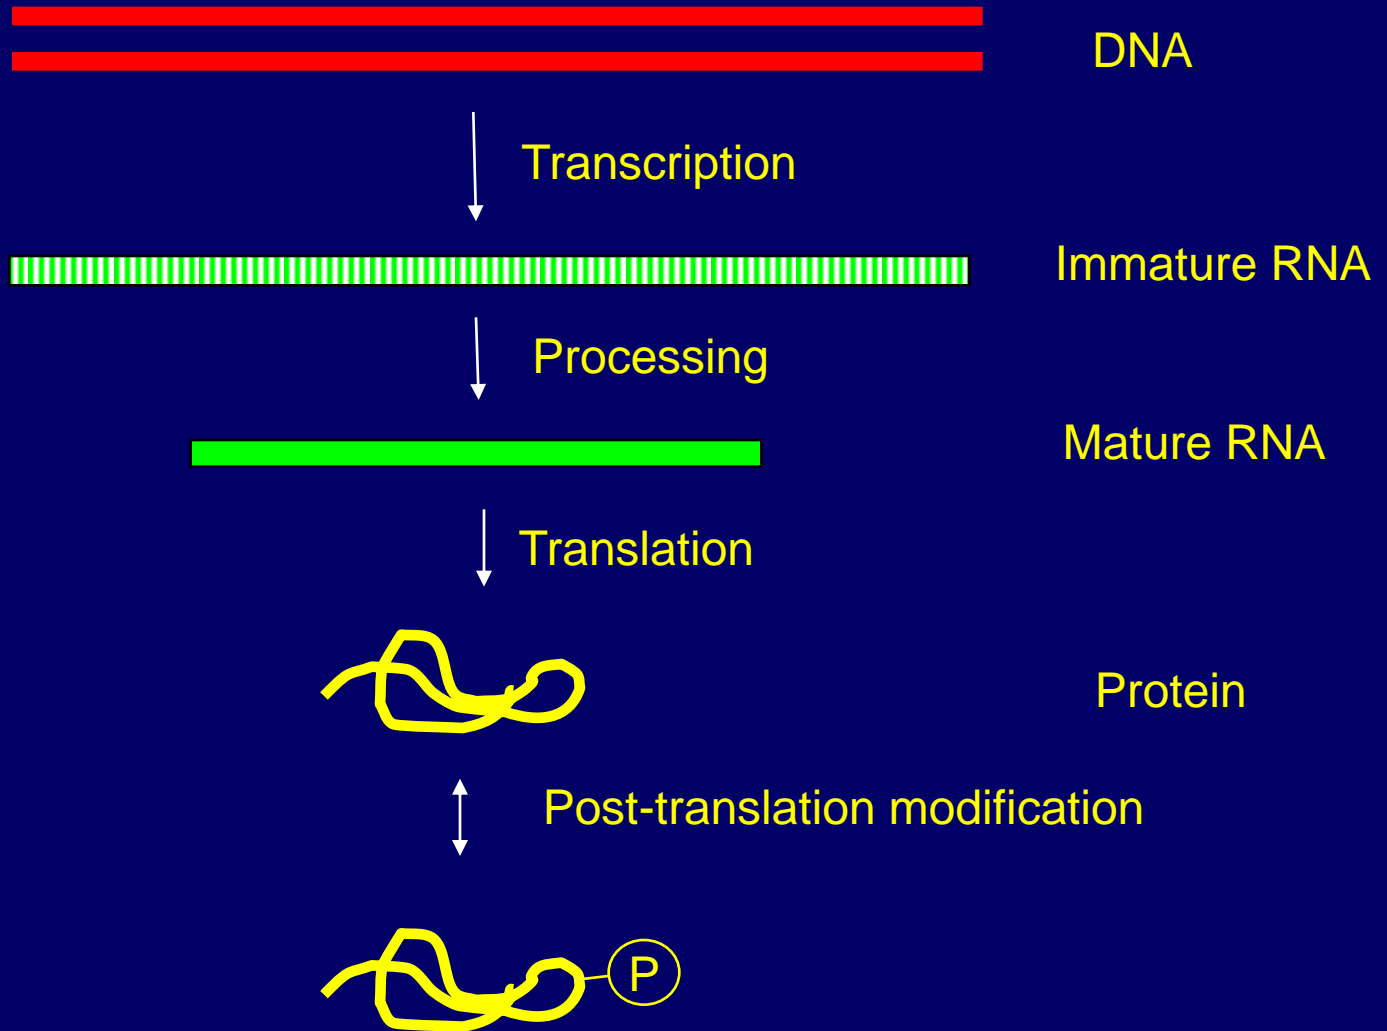 DNA
Transcription
Immature RNA
Processing
Mature RNA
Translation
Protein
Post-translation modification
P